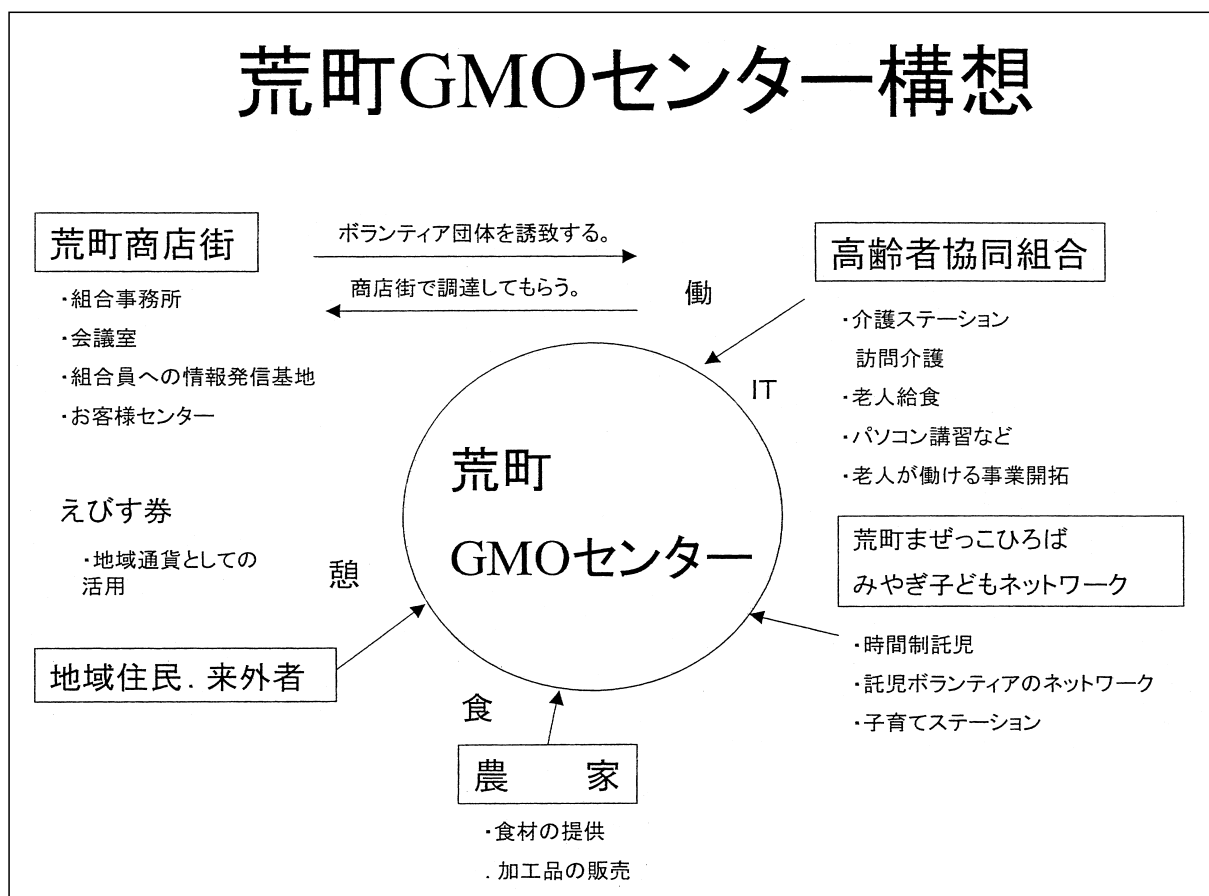 荒町GMOセンター構想
荒町商店街
・組合事務所
・会議室
・組合員への情報発信基地
・お客様センター
ボランティア団体を誘致する。
商店街で調達してもらう。
働
高齢者協同組合
・介護ステーション
訪問介護
・老人給食
・パソコン講習など
・老人が働ける事業開拓
IT
荒町
GMOセンター
えびす券
・地域通貨としての
活用
憩
荒町まぜっこひろば
みやぎ子どもネットワーク
・時間制託児
・託児ボランティアのネットワーク
・子育てステーション
地域住民．来外者
食
農　　家
・食材の提供
．加工品の販売